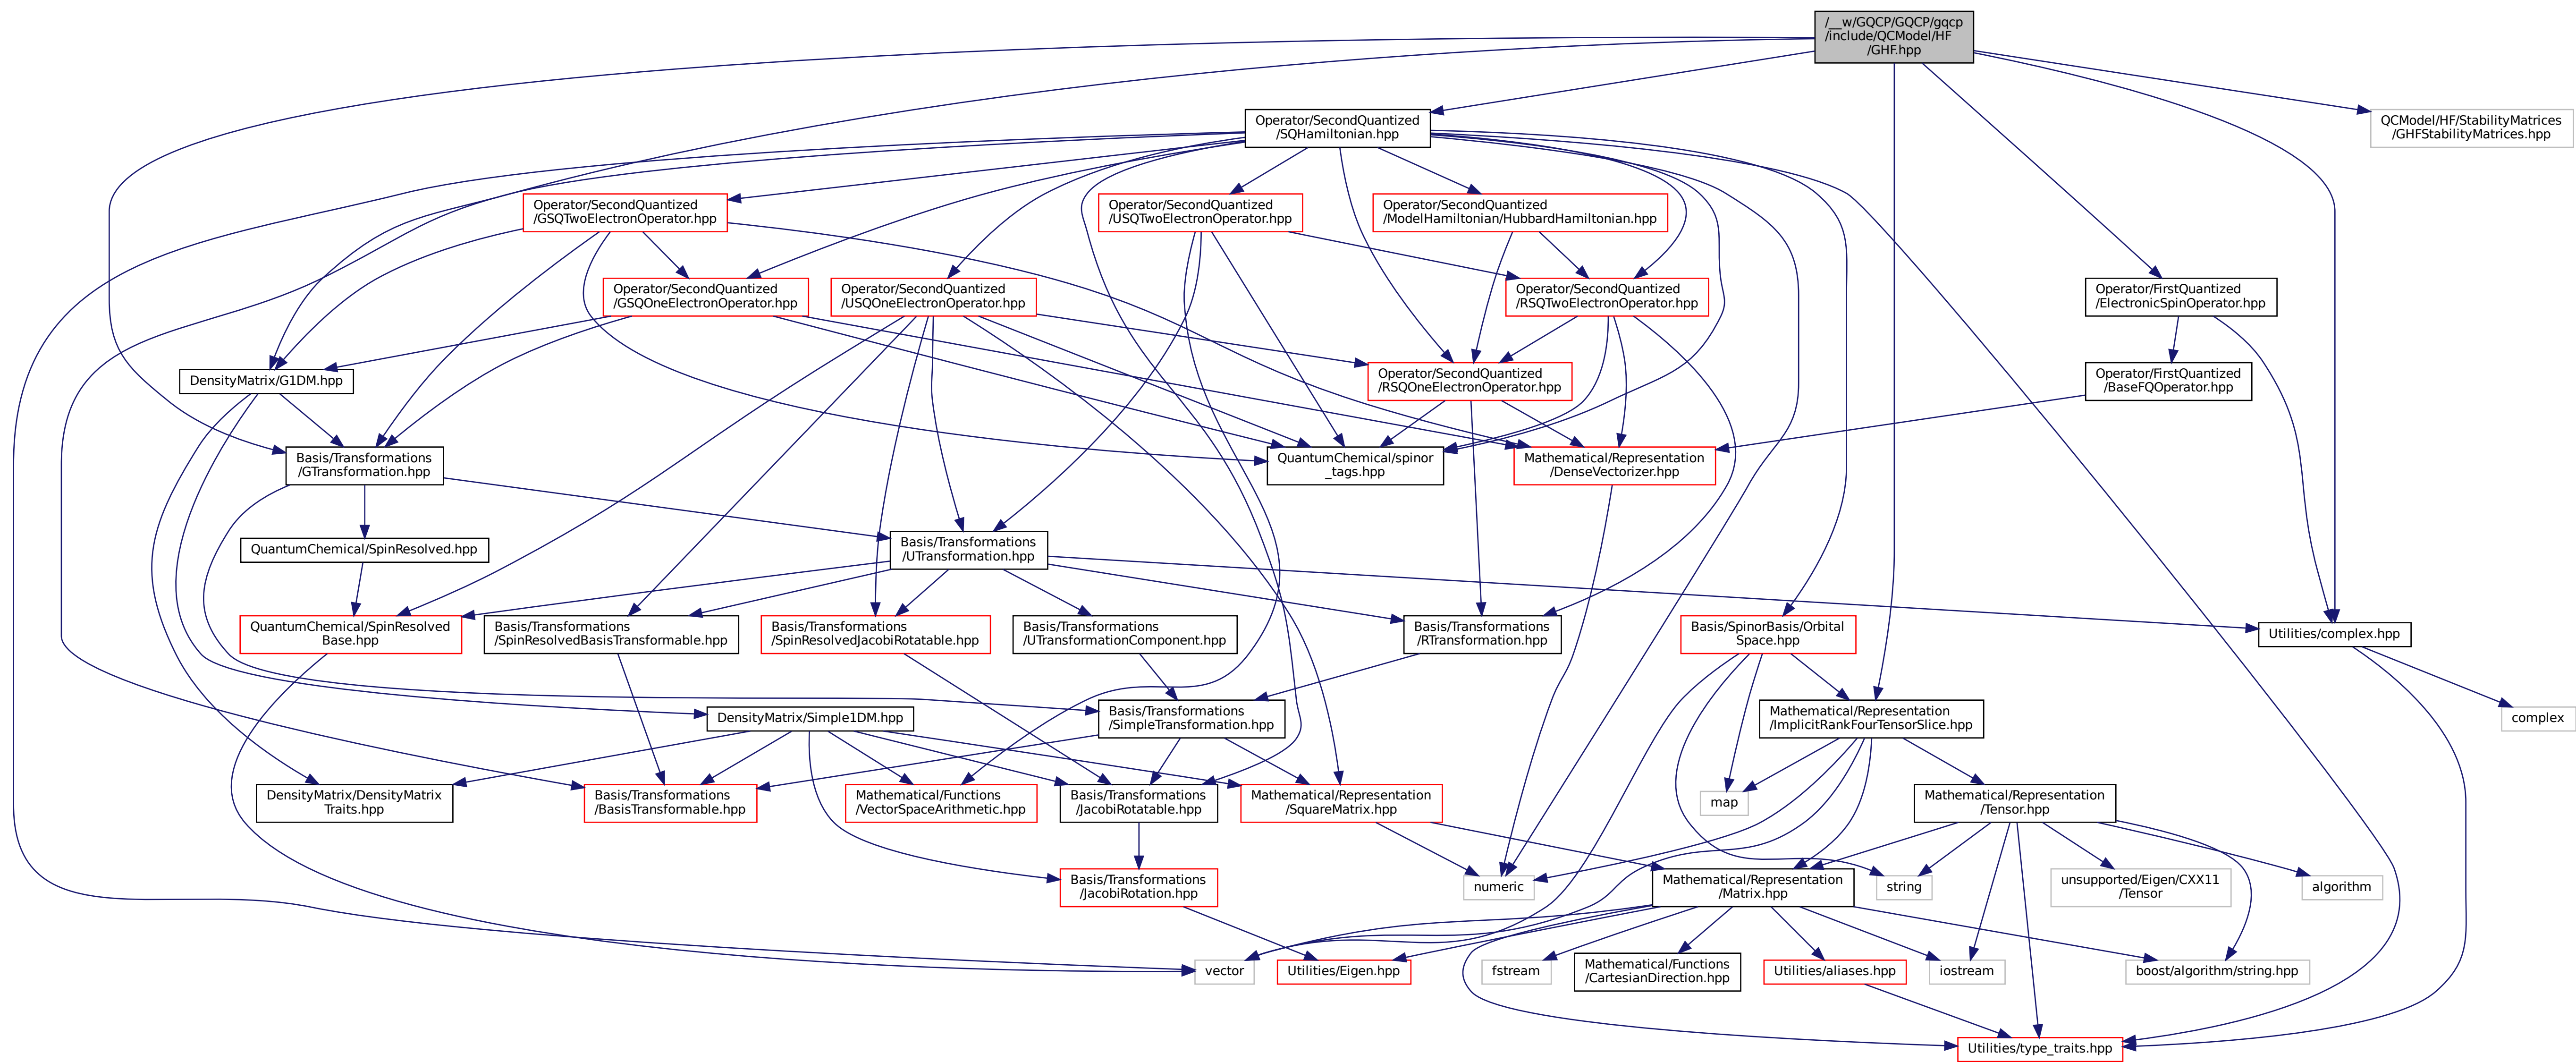 /__w/GQCP/GQCP/gqcp
/include/QCModel/HF
/GHF.hpp
Operator/SecondQuantized
/SQHamiltonian.hpp
QCModel/HF/StabilityMatrices
/GHFStabilityMatrices.hpp
Operator/SecondQuantized
/GSQTwoElectronOperator.hpp
Operator/SecondQuantized
/USQTwoElectronOperator.hpp
Operator/SecondQuantized
/ModelHamiltonian/HubbardHamiltonian.hpp
Operator/SecondQuantized
/GSQOneElectronOperator.hpp
Operator/SecondQuantized
/USQOneElectronOperator.hpp
Operator/SecondQuantized
/RSQTwoElectronOperator.hpp
Operator/FirstQuantized
/ElectronicSpinOperator.hpp
DensityMatrix/G1DM.hpp
Operator/SecondQuantized
/RSQOneElectronOperator.hpp
Operator/FirstQuantized
/BaseFQOperator.hpp
Basis/Transformations
/GTransformation.hpp
QuantumChemical/spinor
_tags.hpp
Mathematical/Representation
/DenseVectorizer.hpp
QuantumChemical/SpinResolved.hpp
Basis/Transformations
/UTransformation.hpp
QuantumChemical/SpinResolved
Base.hpp
Basis/Transformations
/SpinResolvedBasisTransformable.hpp
Basis/Transformations
/SpinResolvedJacobiRotatable.hpp
Basis/Transformations
/UTransformationComponent.hpp
Basis/Transformations
/RTransformation.hpp
Basis/SpinorBasis/Orbital
Space.hpp
Utilities/complex.hpp
DensityMatrix/Simple1DM.hpp
Basis/Transformations
/SimpleTransformation.hpp
Mathematical/Representation
/ImplicitRankFourTensorSlice.hpp
complex
DensityMatrix/DensityMatrix
Traits.hpp
Basis/Transformations
/BasisTransformable.hpp
Mathematical/Functions
/VectorSpaceArithmetic.hpp
Basis/Transformations
/JacobiRotatable.hpp
Mathematical/Representation
/SquareMatrix.hpp
map
Mathematical/Representation
/Tensor.hpp
Basis/Transformations
/JacobiRotation.hpp
numeric
Mathematical/Representation
/Matrix.hpp
string
unsupported/Eigen/CXX11
/Tensor
algorithm
vector
Utilities/Eigen.hpp
fstream
Mathematical/Functions
/CartesianDirection.hpp
Utilities/aliases.hpp
iostream
boost/algorithm/string.hpp
Utilities/type_traits.hpp